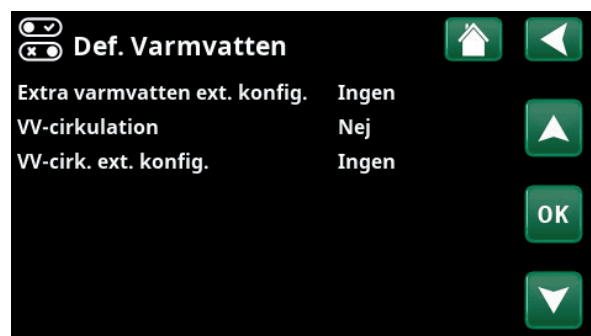 Def. Varmvatten
Extra varmvatten ext. konfig. Ingen
VV-cirkulation Nej
VV-cirk. ext. konfig. Ingen
OK